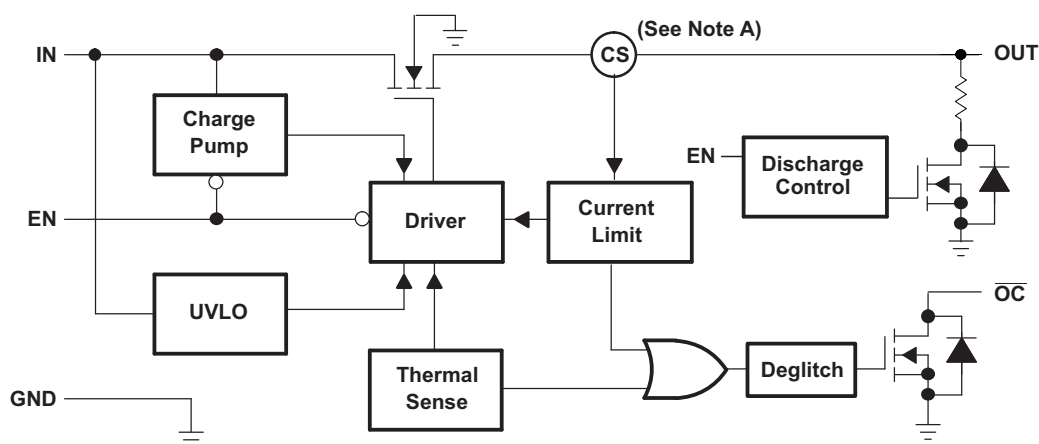 (See Note A)
IN
CS
OUT
Charge
Pump
EN
Discharge
Control
EN
Driver
Current
Limit
UVLO
OC
Thermal
Sense
Deglitch
GND